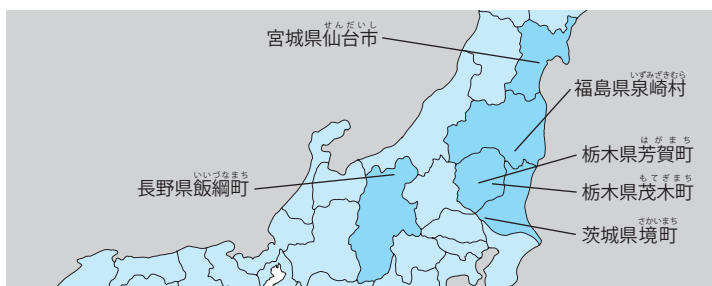 せんだいし
宮城県仙台市
いずみざきむら
福島県泉崎村
はがまち
栃木県芳賀町
いいづなまち
長野県飯綱町
もてぎまち
栃木県茂木町
さかいまち
茨城県境町